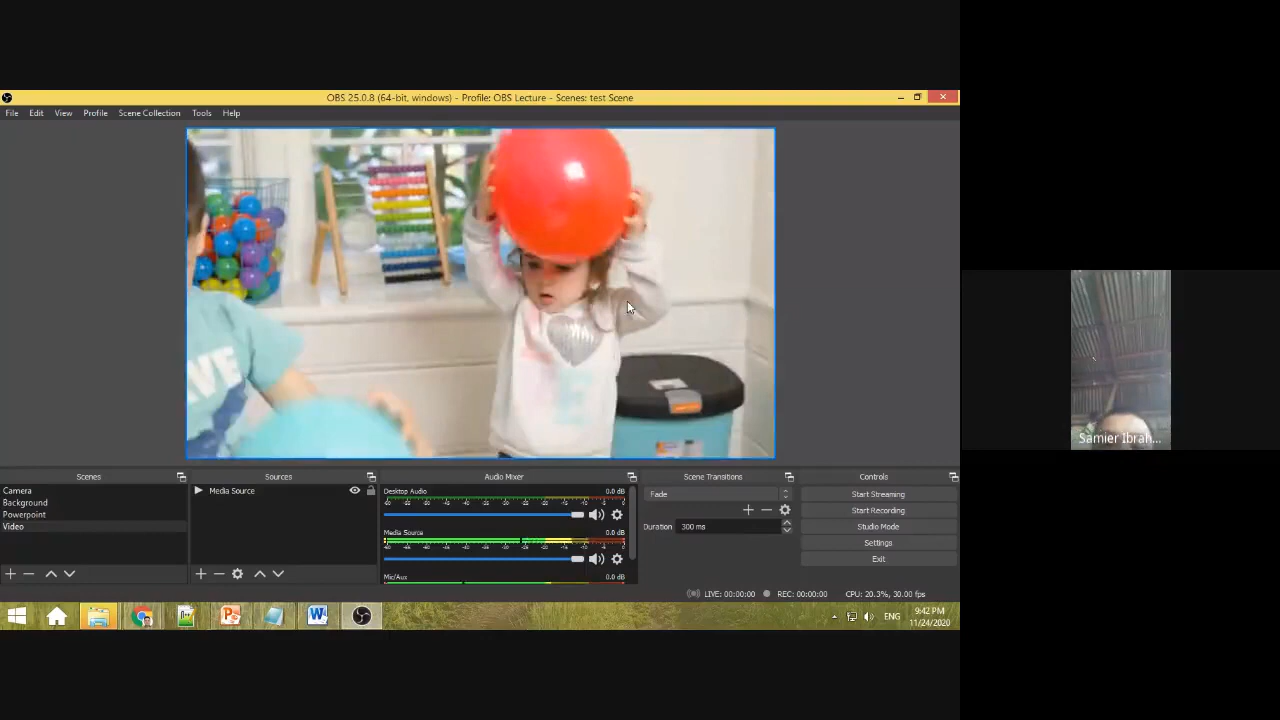 OBS 25.0.8 (64-bit, windows) - Profile: OBS Lecture - Scenes: test Scene
File Edit View Profile Scene Collection Tools Help
Scenes
Camera
Background
Powerpoint
Video
Sources
Media Source
Audio Mixer
Desktop Audio 0.0 dB
Media Source 0.0 dB
Mic/Aux 0.0 dB
Scene Transitions
Fade
Duration 300 ms
Controls
Start Streaming
Start Recording
Studio Mode
Settings
Exit
LIVE: 00:00:00 REC: 00:00:00 CPU: 20.3%, 30.00 fps
ENG
9:42 PM
11/24/2020
Samier Ibrah...